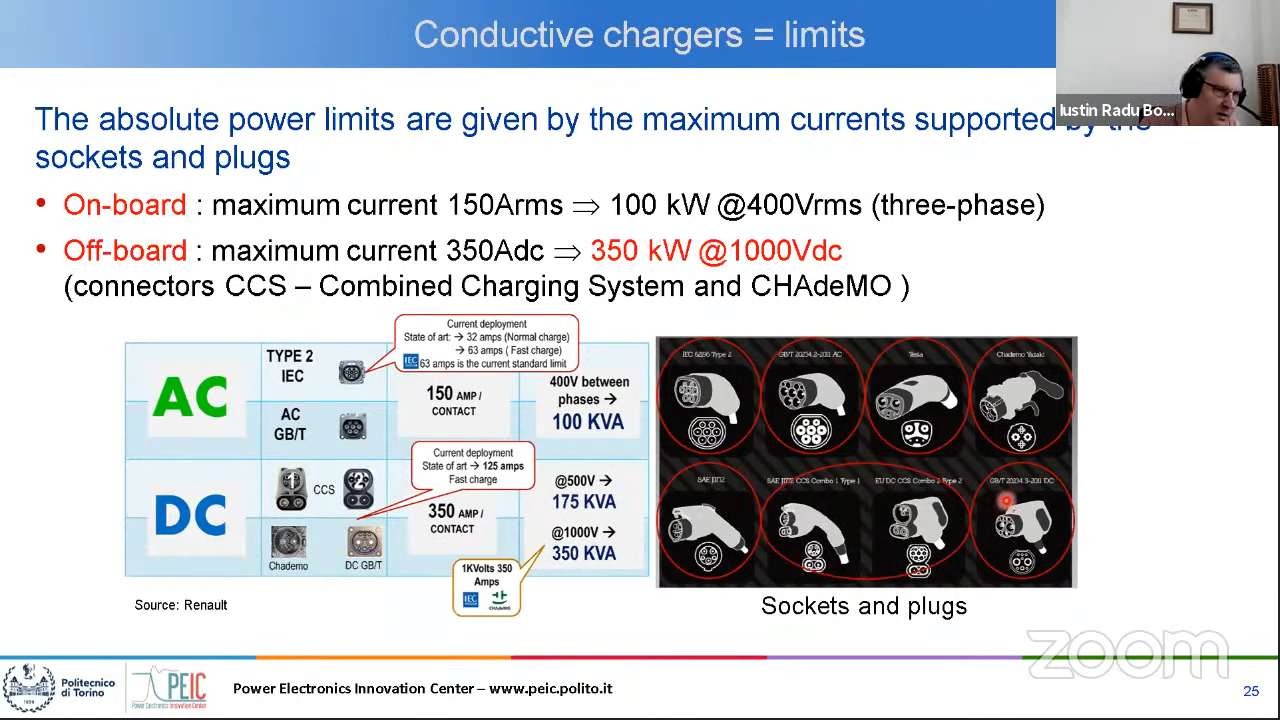 Conductive chargers = limits
Iustin Radu Bo...
The absolute power limits are given by the maximum currents supported by the
sockets and plugs
• On-board : maximum current 150Arms ⇒ 100 kW @400Vrms (three-phase)
• Off-board : maximum current 350Adc ⇒ 350 kW @1000Vdc
(connectors CCS – Combined Charging System and CHAdeMO )
Current deployment
State of art: → 32 amps (Normal charge)
→ 63 amps ( Fast charge)
IEC 63 amps is the current standard limit
AC
TYPE 2
IEC
AC
GB/T
150 AMP /
CONTACT
400V between
phases →
100 KVA
DC
1
CCS
2
Chademo
DC GB/T
Current deployment
State of art → 125 amps
Fast charge
350 AMP /
CONTACT
@500V →
175 KVA
@1000V →
350 KVA
1KVolts 350
Amps
IEC
CHAdeMO
Source: Renault
IEC 62196 Type 2
GB/T 20234.2-2011 AC
Tesla
Chademo Yazaki
SAE J1772
SAE J1772 CCS Combo 1 Type 1
EU DC CCS Combo 2 Type 2
GB/T 20234.3-2011 DC
Sockets and plugs
zoom
Politecnico
di Torino
1859
PEIC
Power Electronics Innovation Center
Power Electronics Innovation Center – www.peic.polito.it
25